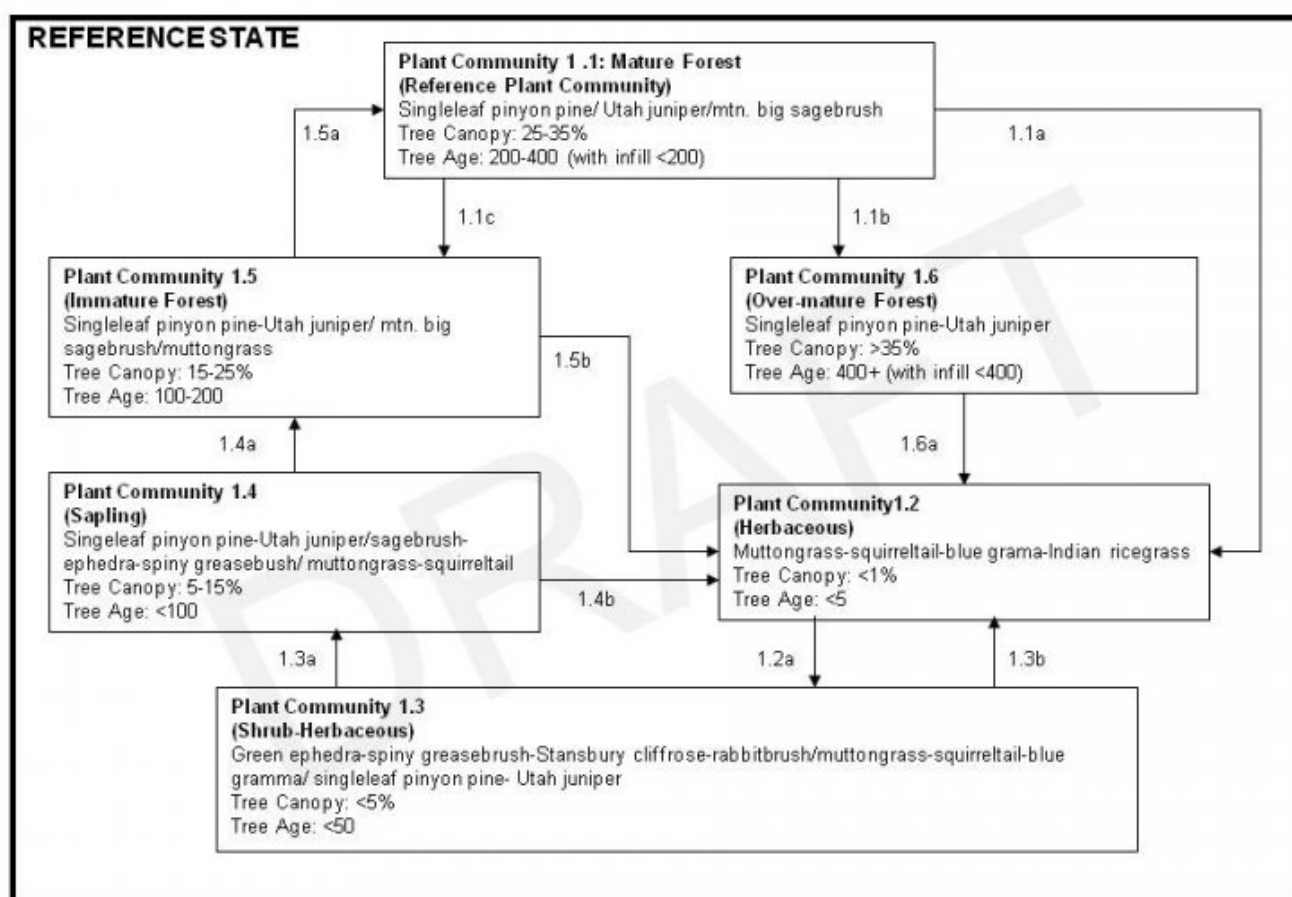 REFERENCE STATE
Plant Community 1 .1: Mature Forest
(Reference Plant Community)
Singleleaf pinyon pine/ Utah juniper/mtn. big sagebrush
Tree Canopy: 25-35%
Tree Age: 200-400 (with infill <200)
1.5a
1.1a
1.1c
1.1b
Plant Community 1.5
(Immature Forest)
Singleleaf pinyon pine-Utah juniper/ mtn. big
sagebrush/muttongrass
Tree Canopy: 15-25%
Tree Age: 100-200
Plant Community 1.6
(Over-mature Forest)
Singleleaf pinyon pine-Utah juniper
Tree Canopy: >35%
Tree Age: 400+ (with infill <400)
1.5b
1.4a
1.6a
Plant Community 1.4
(Sapling)
Singeleaf pinyon pine-Utah juniper/sagebrush-
ephedra-spiny greasebush/ muttongrass-squirreltail
Tree Canopy: 5-15%
Tree Age: <100
Plant Community1.2
(Herbaceous)
Muttongrass-squirreltail-blue grama-Indian ricegrass
Tree Canopy: <1%
Tree Age: <5
1.4b
1.3a
1.2a
1.3b
Plant Community 1.3
(Shrub-Herbaceous)
Green ephedra-spiny greasebrush-Stansbury cliffrose-rabbitbrush/muttongrass-squirreltail-blue
gramma/ singleleaf pinyon pine- Utah juniper
Tree Canopy: <5%
Tree Age: <50
DRAFT